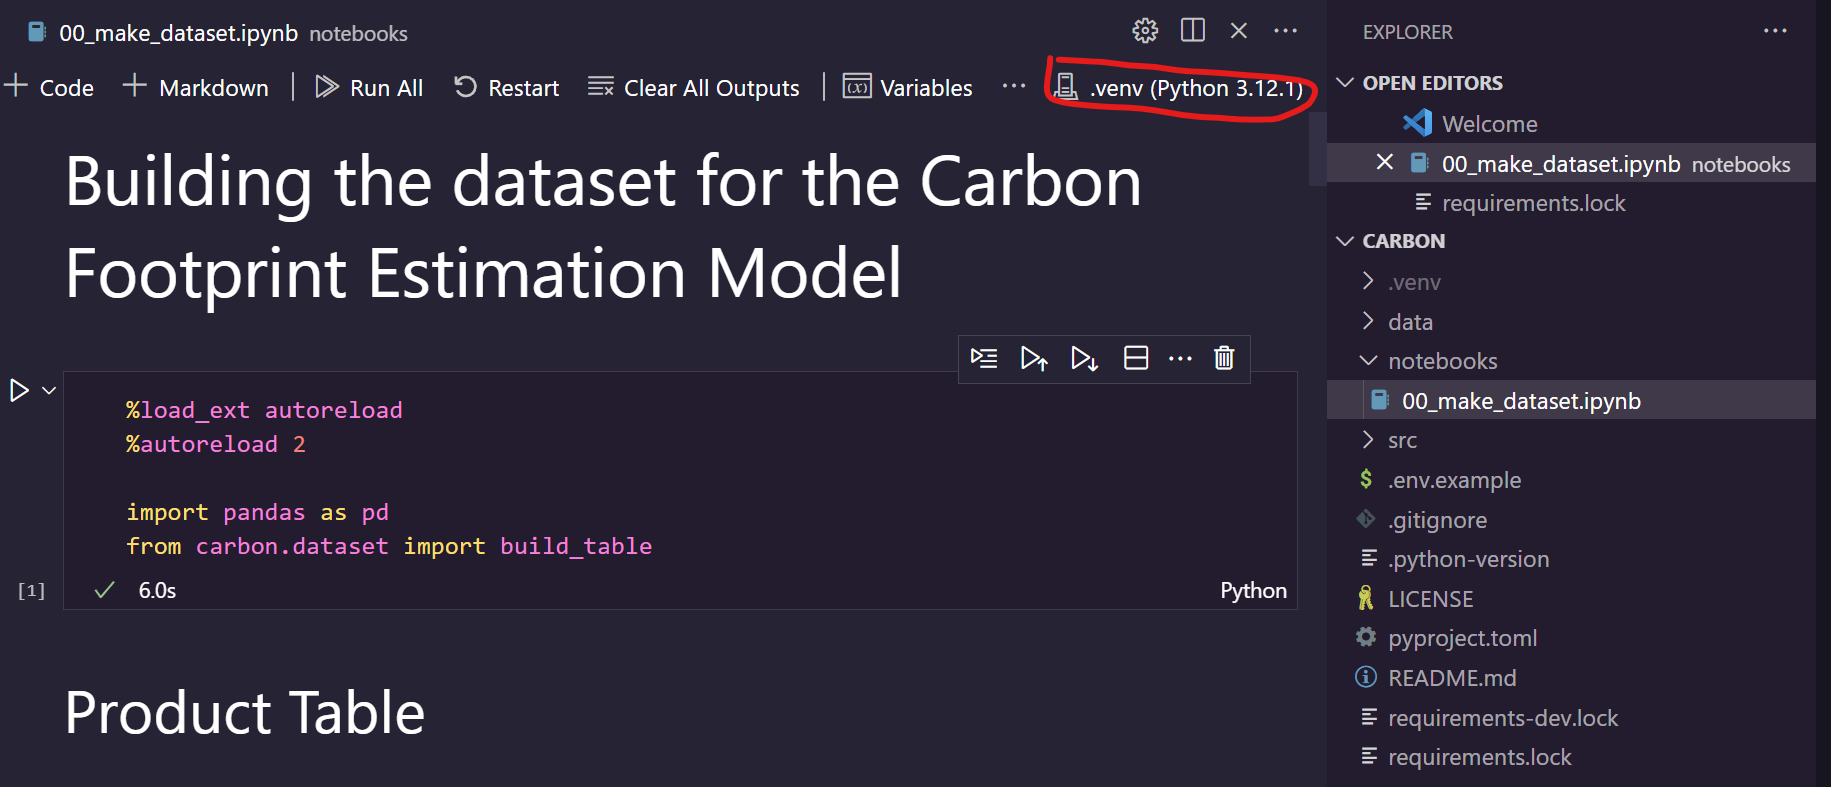 00_make_dataset.ipynb notebooks
Code Markdown Run All Restart Clear All Outputs Variables ... .venv (Python 3.12.1)
Building the dataset for the Carbon
Footprint Estimation Model
%load_ext autoreload
%autoreload 2
import pandas as pd
from carbon.dataset import build_table
[1] 6.0s Python
Product Table
EXPLORER
OPEN EDITORS
Welcome
00_make_dataset.ipynb notebooks
requirements.lock
CARBON
.venv
data
notebooks
00_make_dataset.ipynb
src
.env.example
.gitignore
.python-version
LICENSE
pyproject.toml
README.md
requirements-dev.lock
requirements.lock